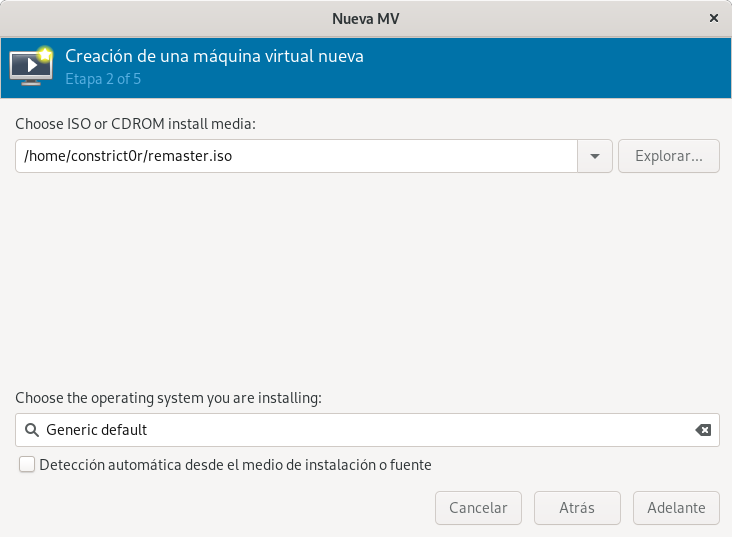 Nueva MV
Creación de una máquina virtual nueva
Etapa 2 of 5
Choose ISO or CDROM install media:
/home/constrict0r/remaster.iso
Explorar...
Choose the operating system you are installing:
Generic default
Detección automática desde el medio de instalación o fuente
Cancelar Atrás Adelante